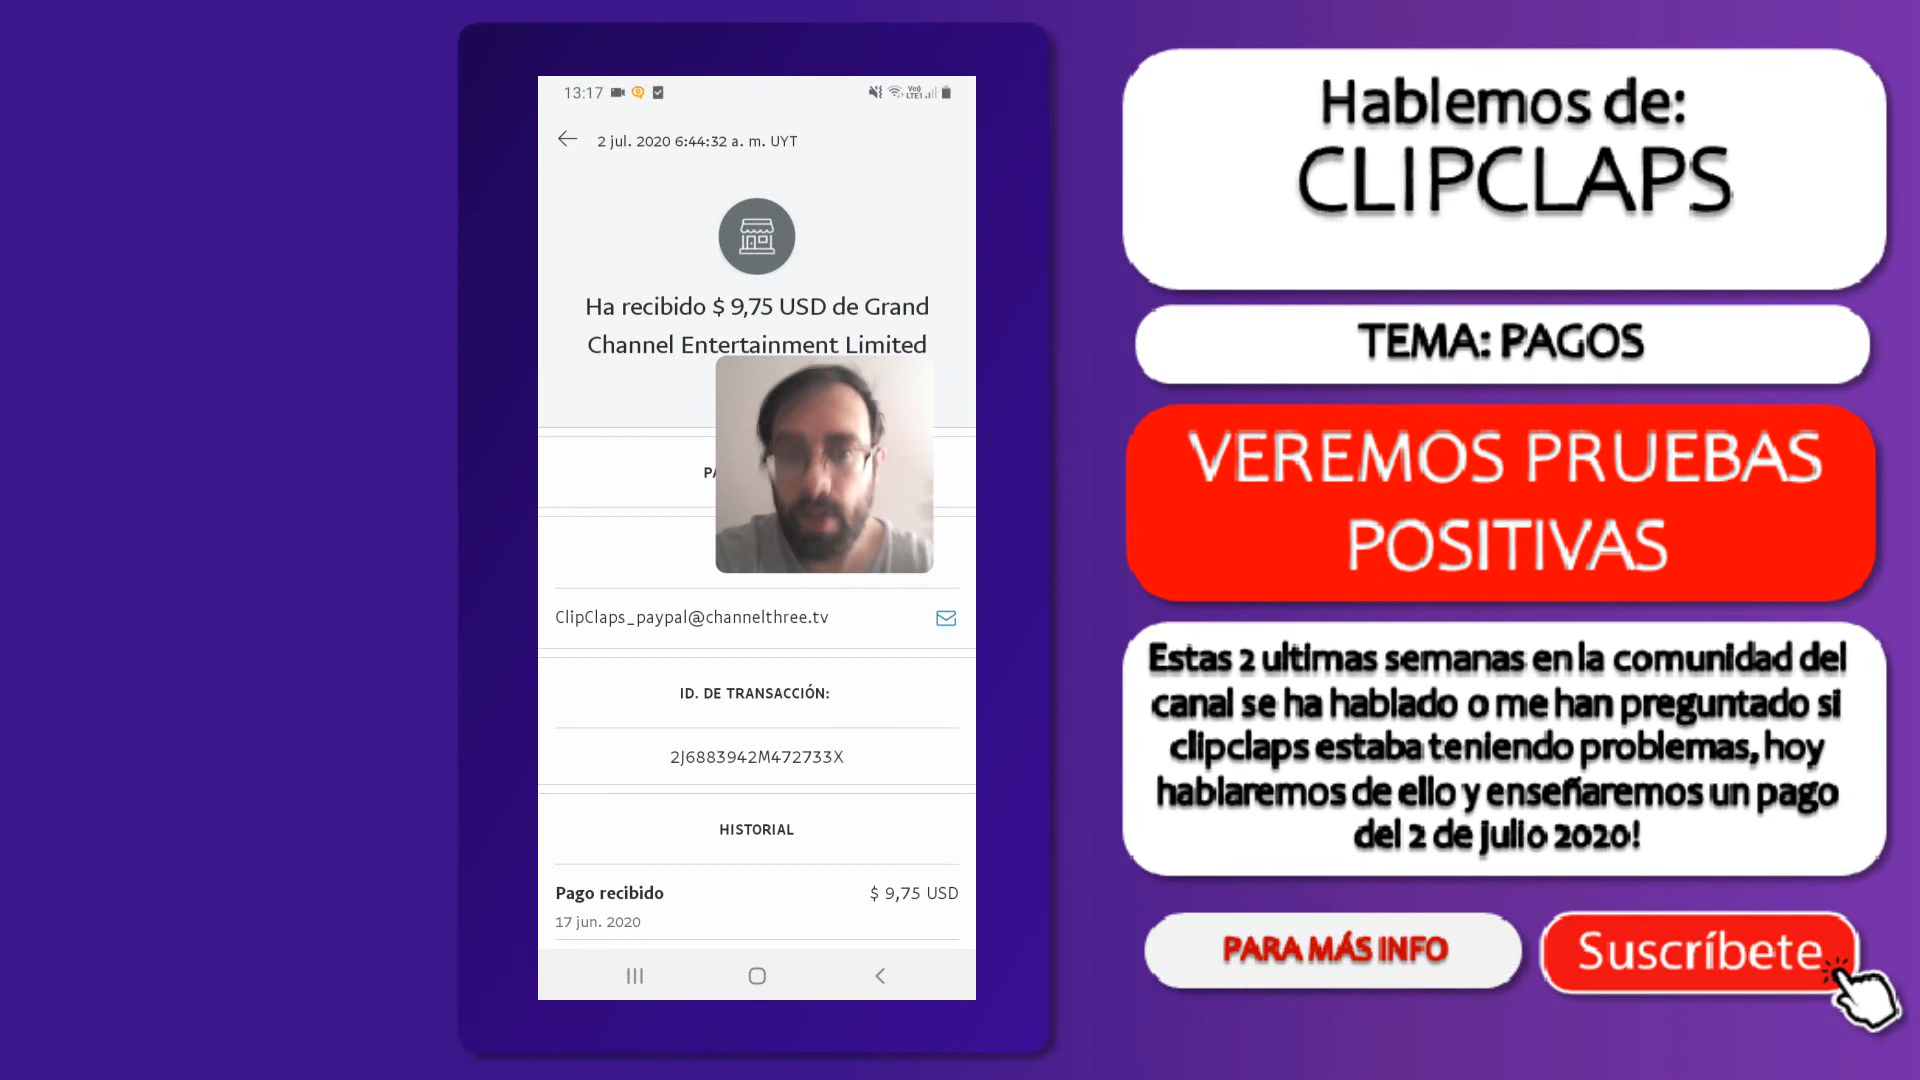 13:17
Vo)) LTE1
2 jul. 2020 6:44:32 a. m. UYT
Ha recibido $ 9,75 USD de Grand
Channel Entertainment Limited
ClipClaps_paypal@channelthree.tv
ID. DE TRANSACCIÓN:
2J6883942M472733X
HISTORIAL
Pago recibido
$ 9,75 USD
17 jun. 2020
Hablemos de:
CLIPCLAPS
TEMA: PAGOS
VEREMOS PRUEBAS
POSITIVAS
Estas 2 ultimas semanas en la comunidad del
canal se ha hablado o me han preguntado si
clipclaps estaba teniendo problemas, hoy
hablaremos de ello y enseñaremos un pago
del 2 de julio 2020!
PARA MÁS INFO
Suscríbete